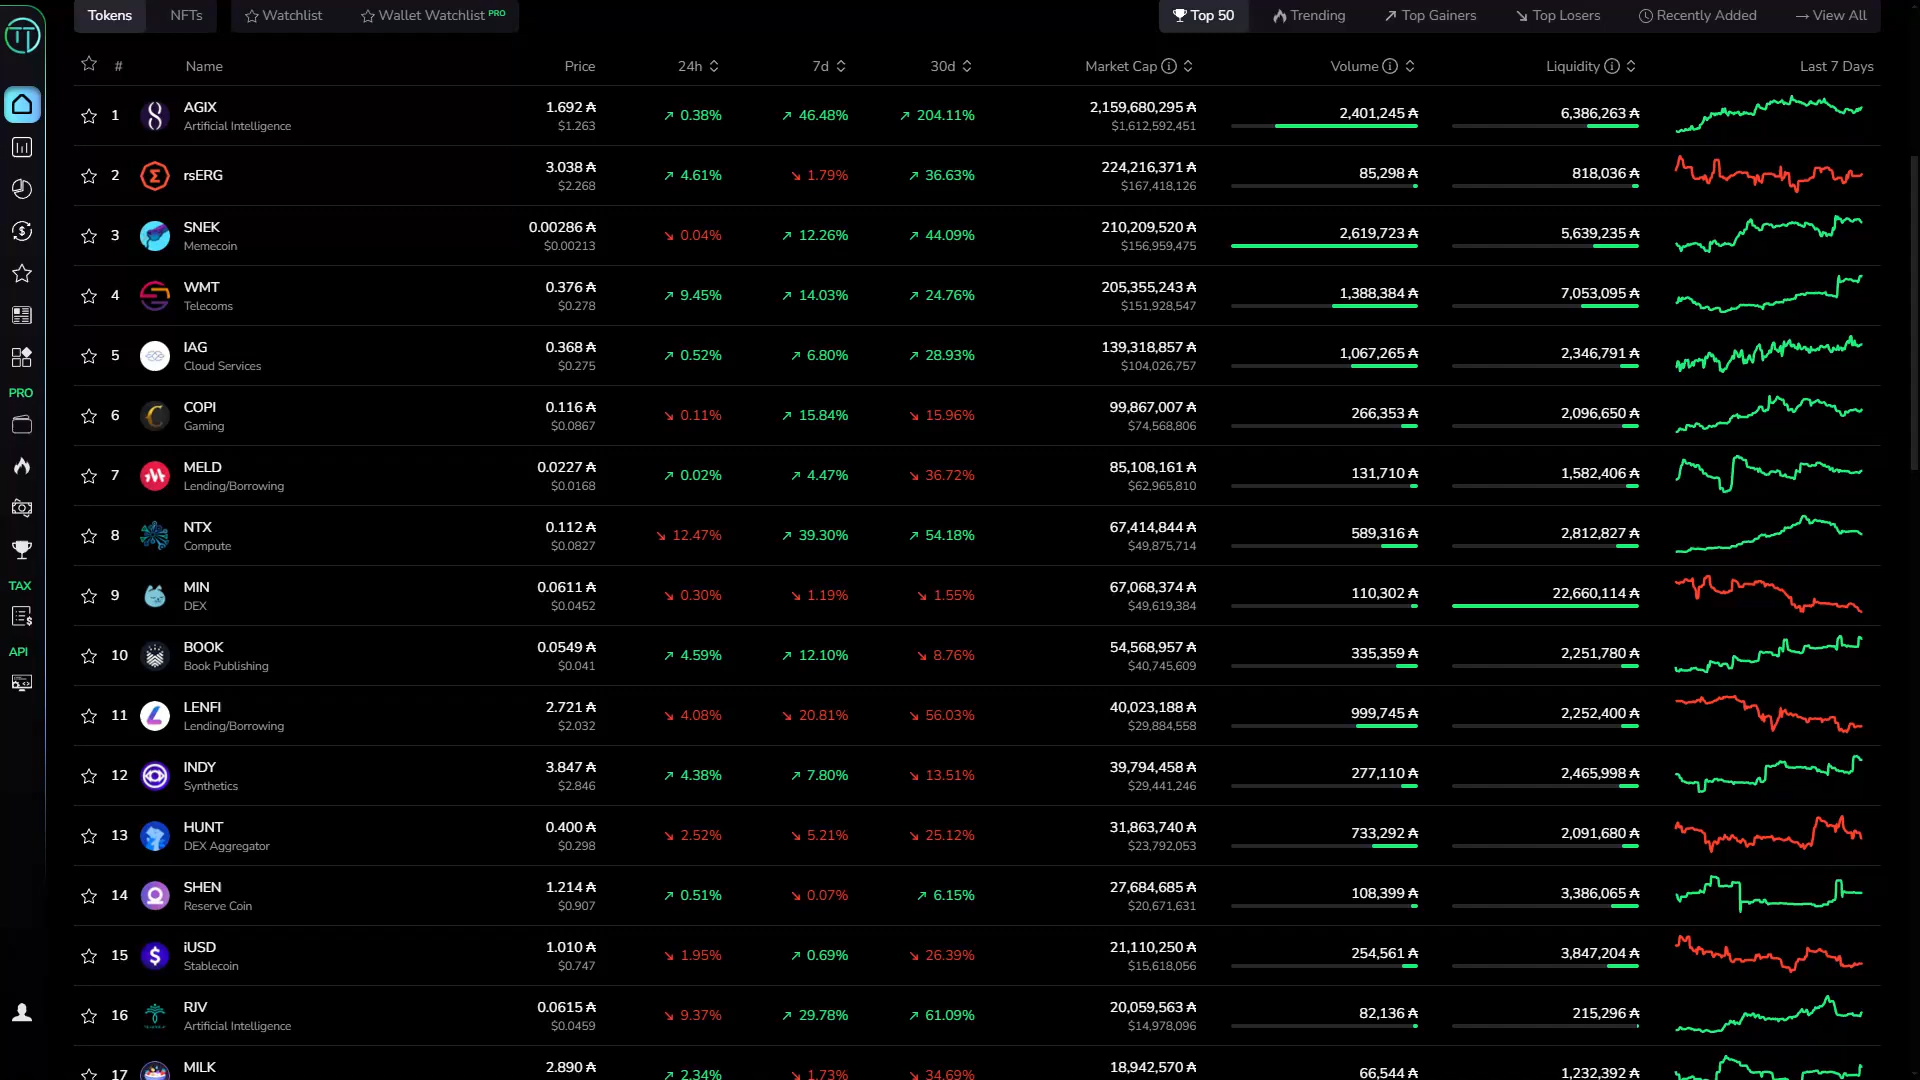 Tokens NFTs Watchlist Wallet Watchlist PRO Top 50 Trending Top Gainers Top Losers Recently Added View All
# Name Price 24h 7d 30d Market Cap Volume Liquidity Last 7 Days
1 AGIX 1.692 ₳ 0.38% 46.48% 204.11% 2,159,680,295 ₳ 2,401,245 ₳ 6,386,263 ₳
Artificial Intelligence $1.263 $1,612,592,451
2 rsERG 3.038 ₳ 4.61% 1.79% 36.63% 224,216,371 ₳ 85,298 ₳ 818,036 ₳
$2.268 $167,418,126
3 SNEK 0.00286 ₳ 0.04% 12.26% 44.09% 210,209,520 ₳ 2,619,723 ₳ 5,639,235 ₳
Memecoin $0.00213 $156,959,475
4 WMT 0.376 ₳ 9.45% 14.03% 24.76% 205,355,243 ₳ 1,388,384 ₳ 7,053,095 ₳
Telecoms $0.278 $151,928,547
5 IAG 0.368 ₳ 0.52% 6.80% 28.93% 139,318,857 ₳ 1,067,265 ₳ 2,346,791 ₳
Cloud Services $0.275 $104,026,757
PRO
6 COPI 0.116 ₳ 0.11% 15.84% 15.96% 99,867,007 ₳ 266,353 ₳ 2,096,650 ₳
Gaming $0.0867 $74,568,806
7 MELD 0.0227 ₳ 0.02% 4.47% 36.72% 85,108,161 ₳ 131,710 ₳ 1,582,406 ₳
Lending/Borrowing $0.0168 $62,965,810
8 NTX 0.112 ₳ 12.47% 39.30% 54.18% 67,414,844 ₳ 589,316 ₳ 2,812,827 ₳
Compute $0.0827 $49,875,714
TAX
9 MIN 0.0611 ₳ 0.30% 1.19% 1.55% 67,068,374 ₳ 110,302 ₳ 22,660,114 ₳
DEX $0.0452 $49,619,384
API
10 BOOK 0.0549 ₳ 4.59% 12.10% 8.76% 54,568,957 ₳ 335,359 ₳ 2,251,780 ₳
Book Publishing $0.041 $40,745,609
11 LENFI 2.721 ₳ 4.08% 20.81% 56.03% 40,023,188 ₳ 999,745 ₳ 2,252,400 ₳
Lending/Borrowing $2.032 $29,884,558
12 INDY 3.847 ₳ 4.38% 7.80% 13.51% 39,794,458 ₳ 277,110 ₳ 2,465,998 ₳
Synthetics $2.846 $29,441,246
13 HUNT 0.400 ₳ 2.52% 5.21% 25.12% 31,863,740 ₳ 733,292 ₳ 2,091,680 ₳
DEX Aggregator $0.298 $23,792,053
14 SHEN 1.214 ₳ 0.51% 0.07% 6.15% 27,684,685 ₳ 108,399 ₳ 3,386,065 ₳
Reserve Coin $0.907 $20,671,631
15 iUSD 1.010 ₳ 1.95% 0.69% 26.39% 21,110,250 ₳ 254,561 ₳ 3,847,204 ₳
Stablecoin $0.747 $15,618,056
16 RJV 0.0615 ₳ 9.37% 29.78% 61.09% 20,059,563 ₳ 82,136 ₳ 215,296 ₳
Artificial Intelligence $0.0459 $14,978,096
17 MILK 2.890 ₳ 2.34% 1.73% 34.69% 18,942,570 ₳ 66,544 ₳ 1,232,392 ₳